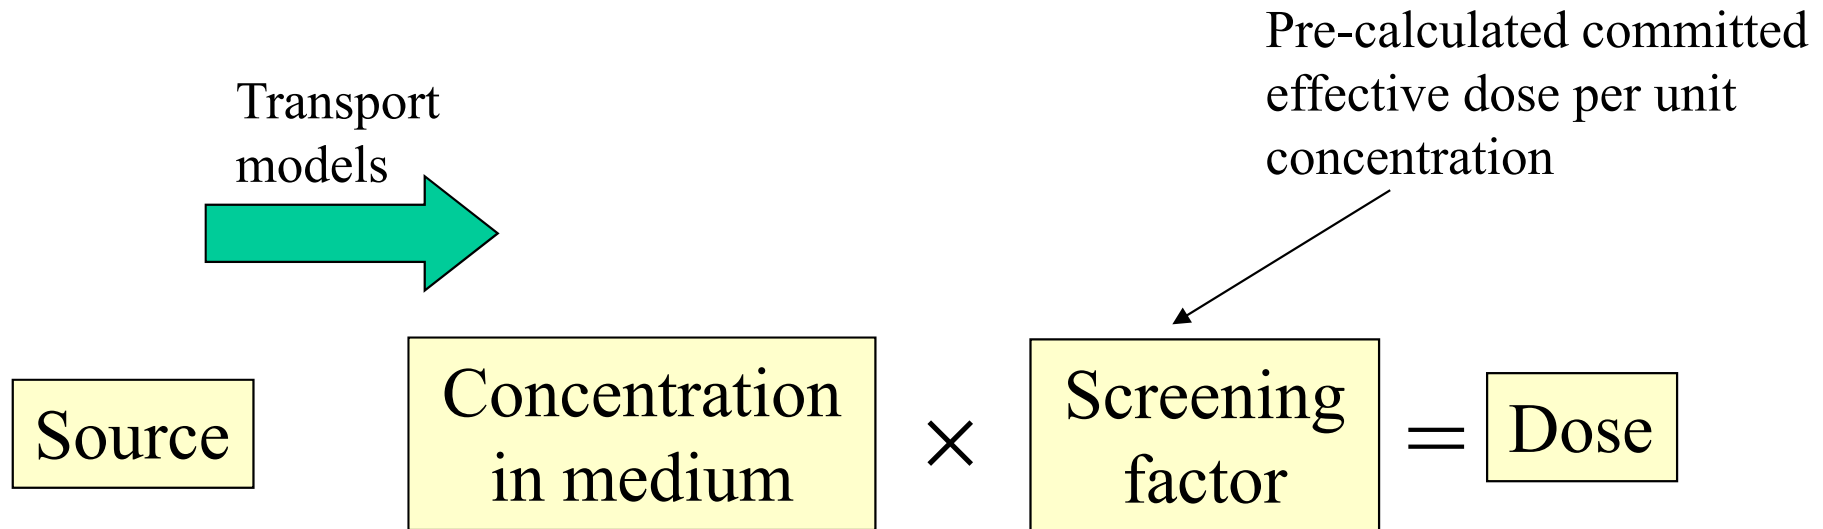 Pre-calculated committed
effective dose per unit
concentration
Transport
models
Source
Concentration
in medium
×
Screening
factor
=
Dose